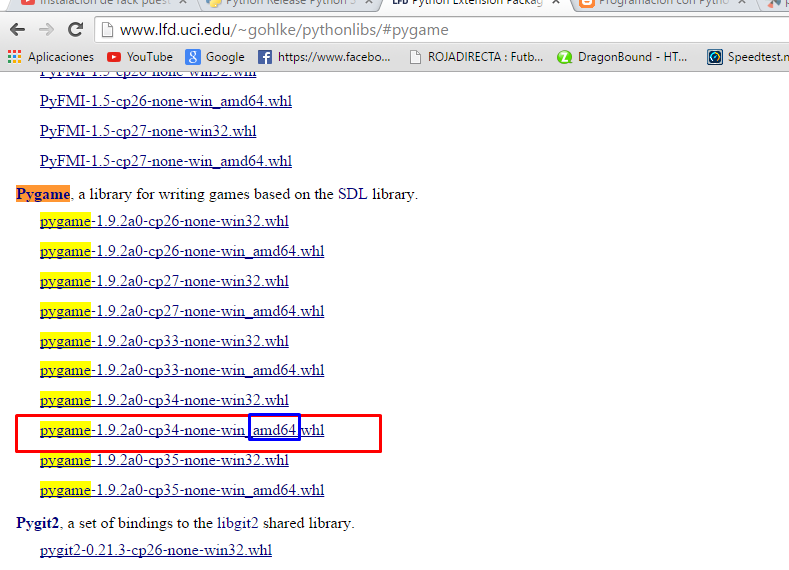 Instalación de rack puest
Python Release Python 3
LFD Python Extension Packag
Programación con Pytho
www.lfd.uci.edu/~gohlke/pythonlibs/#pygame
Aplicaciones YouTube Google https://www.facebo... ROJADIRECTA : Futb... DragonBound - HT... Speedtest.n
PyFMI-1.5-cp26-none-win32.whl
PyFMI-1.5-cp26-none-win_amd64.whl
PyFMI-1.5-cp27-none-win32.whl
PyFMI-1.5-cp27-none-win_amd64.whl
Pygame, a library for writing games based on the SDL library.
pygame-1.9.2a0-cp26-none-win32.whl
pygame-1.9.2a0-cp26-none-win_amd64.whl
pygame-1.9.2a0-cp27-none-win32.whl
pygame-1.9.2a0-cp27-none-win_amd64.whl
pygame-1.9.2a0-cp33-none-win32.whl
pygame-1.9.2a0-cp33-none-win_amd64.whl
pygame-1.9.2a0-cp34-none-win32.whl
pygame-1.9.2a0-cp34-none-win_amd64.whl
pygame-1.9.2a0-cp35-none-win32.whl
pygame-1.9.2a0-cp35-none-win_amd64.whl
Pygit2, a set of bindings to the libgit2 shared library.
pygit2-0.21.3-cp26-none-win32.whl